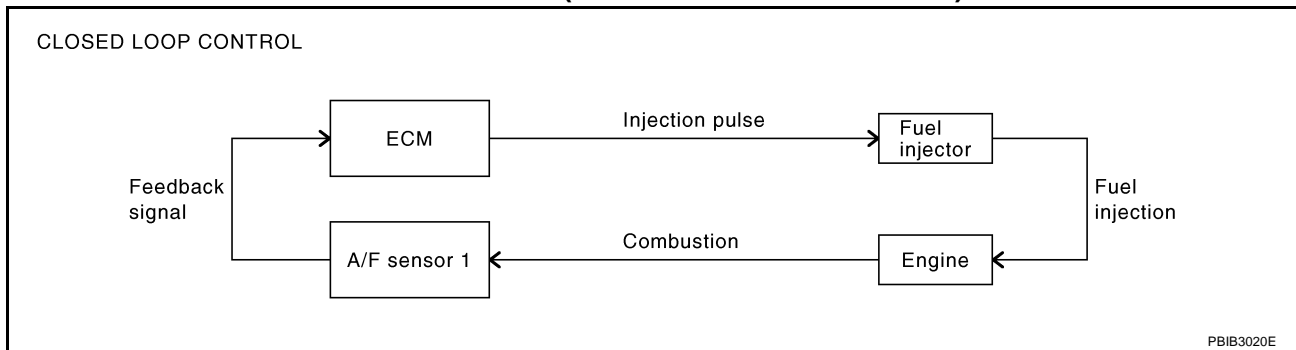 CLOSED LOOP CONTROL
ECM
Injection pulse
Fuel
injector
Feedback
signal
Fuel
injection
A/F sensor 1
Combustion
Engine
PBIB3020E